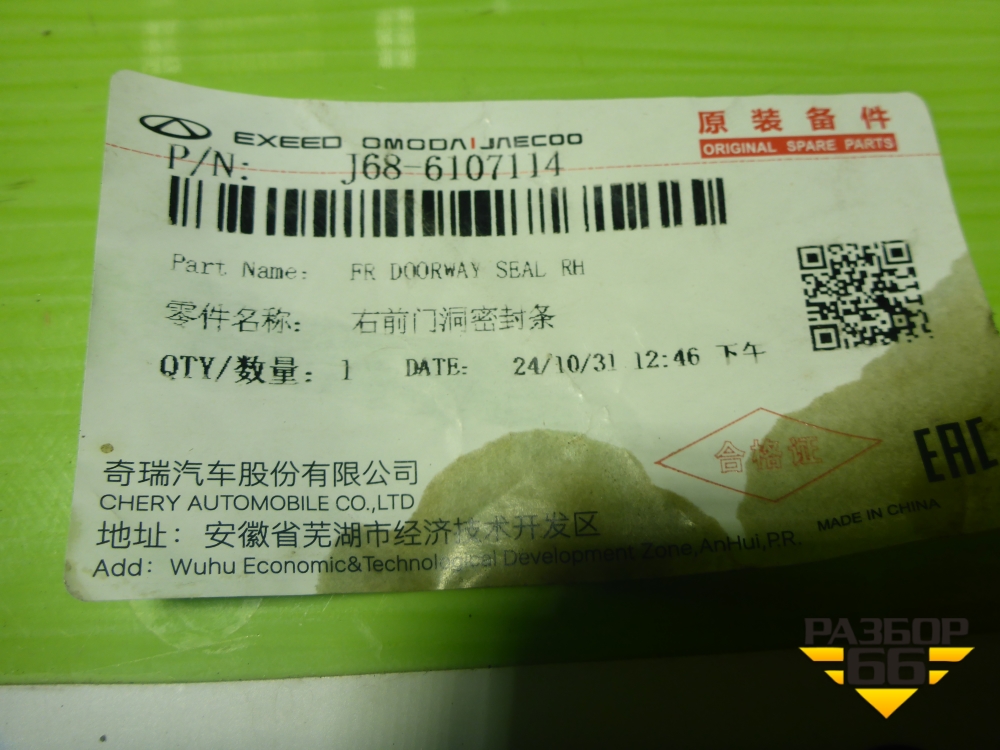 EXEED OMODA|JAECOO
原装备件
ORIGINAL SPARE PARTS
P/N: J68-6107114
Part Name: FR DOORWAY SEAL RH
零件名称: 右前门洞密封条
QTY/数量: 1 DATE: 24/10/31 12:46 下午
合格证
EAC
奇瑞汽车股份有限公司
CHERY AUTOMOBILE CO.,LTD
MADE IN CHINA
地址: 安徽省芜湖市经济技术开发区
Add: Wuhu Economic&Technological Development Zone,AnHui,P.R.
РАЗБОР
66